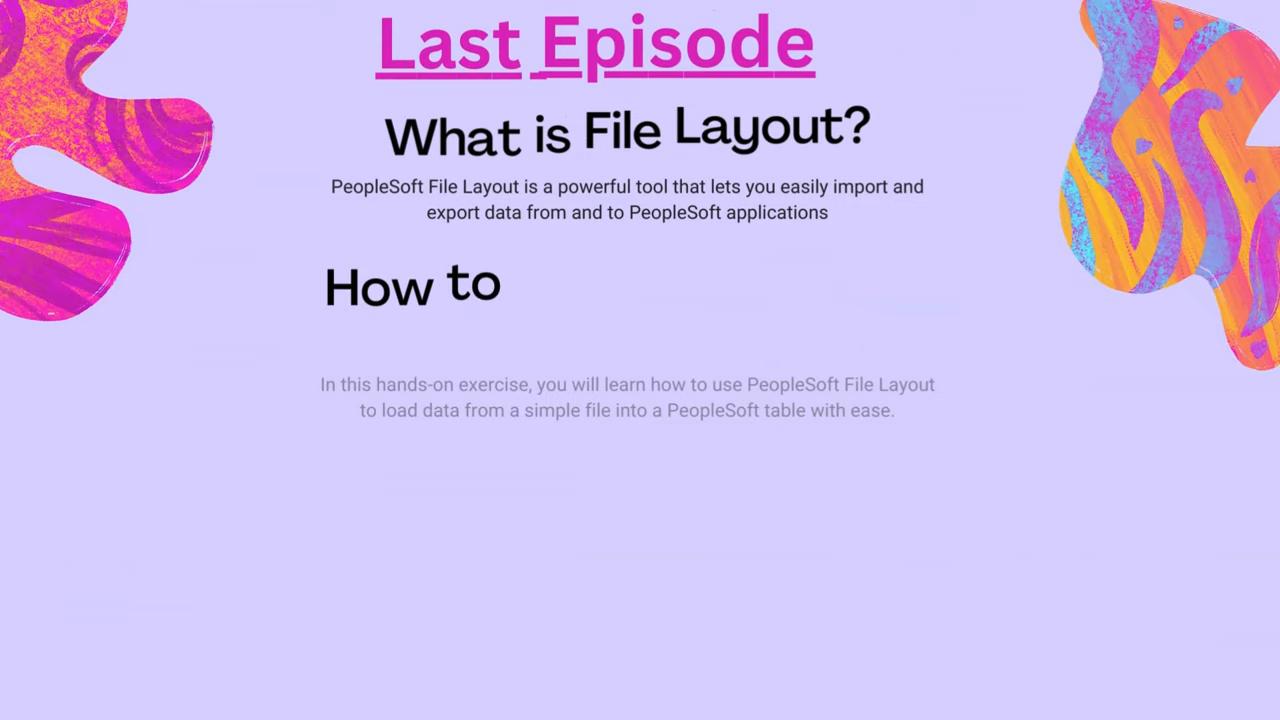 Last Episode
What is File Layout?
PeopleSoft File Layout is a powerful tool that lets you easily import and
export data from and to PeopleSoft applications
How to
In this hands-on exercise, you will learn how to use PeopleSoft File Layout
to load data from a simple file into a PeopleSoft table with ease.